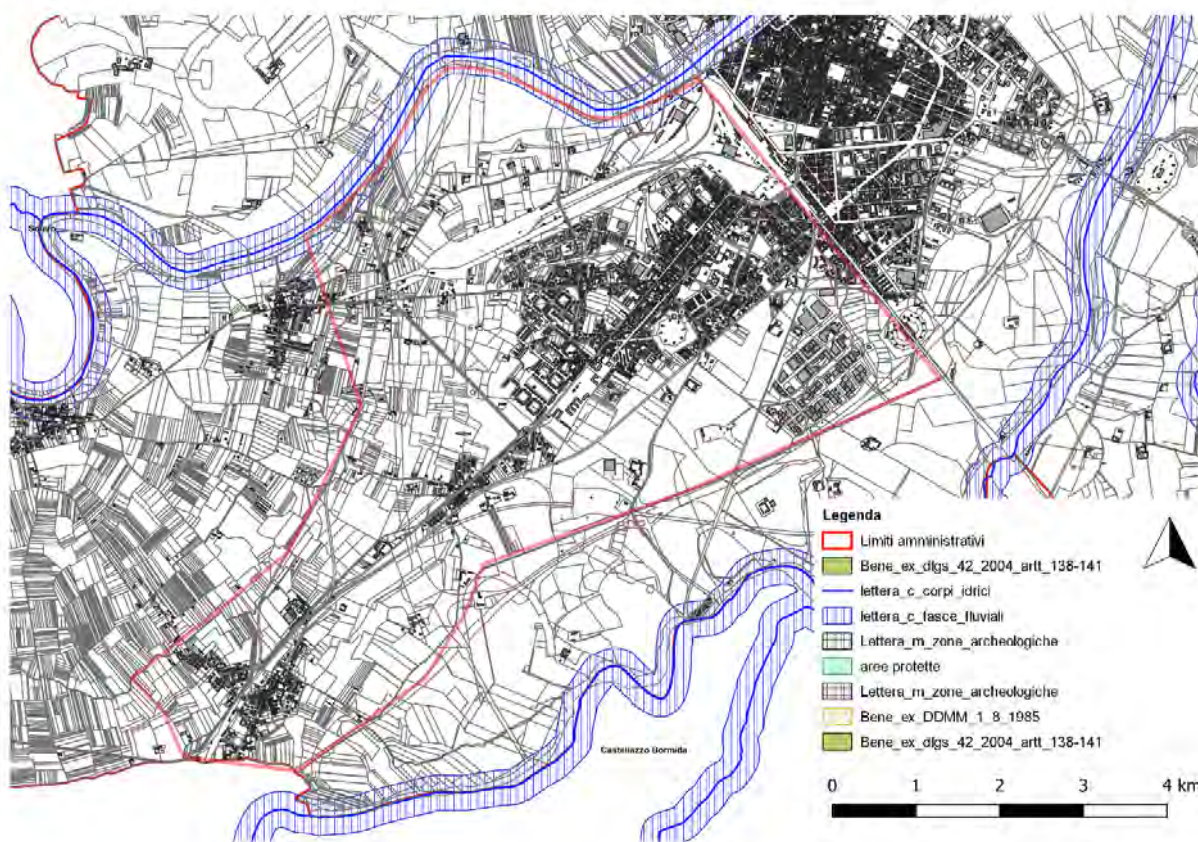 Solero
Castellazzo Bormida
Legenda
Limiti amministrativi
Bene_ex_dlgs_42_2004_artt_138-141
lettera_c_corpi_idrici
lettera_c_fasce_fluviali
Lettera_m_zone_archeologiche
aree protette
Lettera_m_zone_archeologiche
Bene_ex_DDMM_1_8_1985
Bene_ex_dlgs_42_2004_artt_138-141
0 1 2 3 4 km